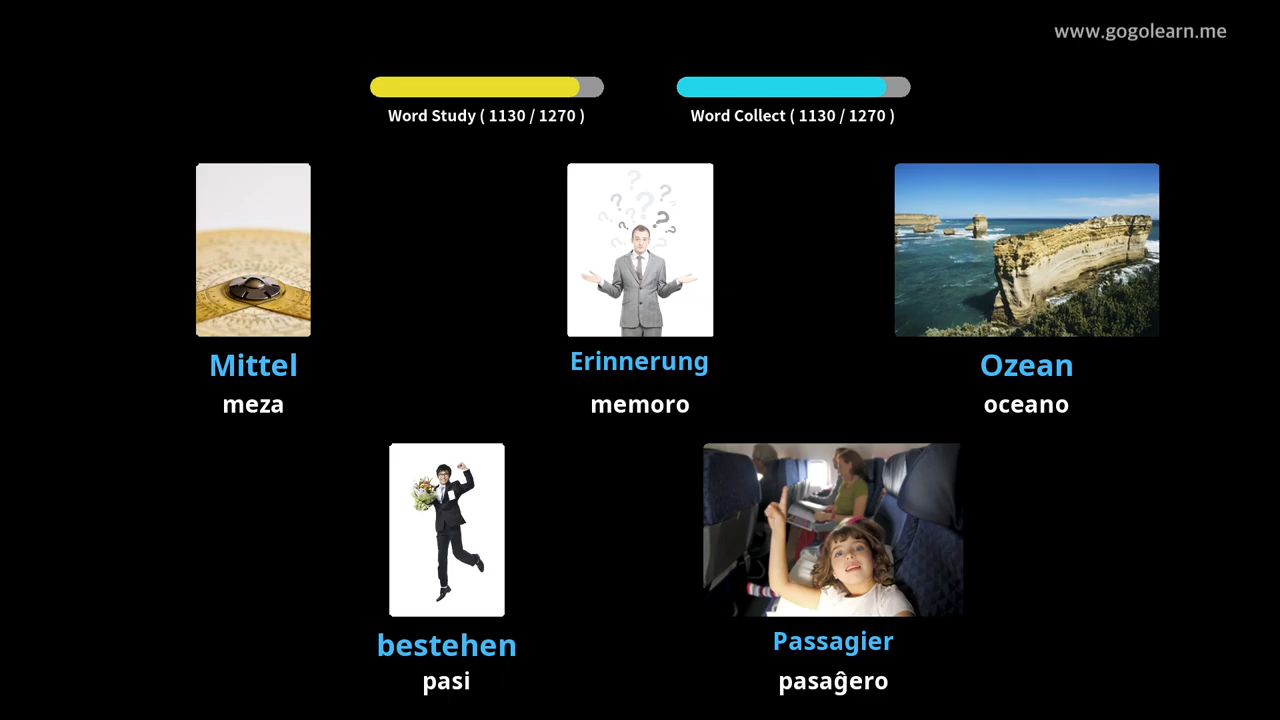 www.gogolearn.me
Word Study ( 1130 / 1270 )
Word Collect ( 1130 / 1270 )
Mittel
meza
Erinnerung
memoro
Ozean
oceano
bestehen
pasi
Passagier
pasaĝero